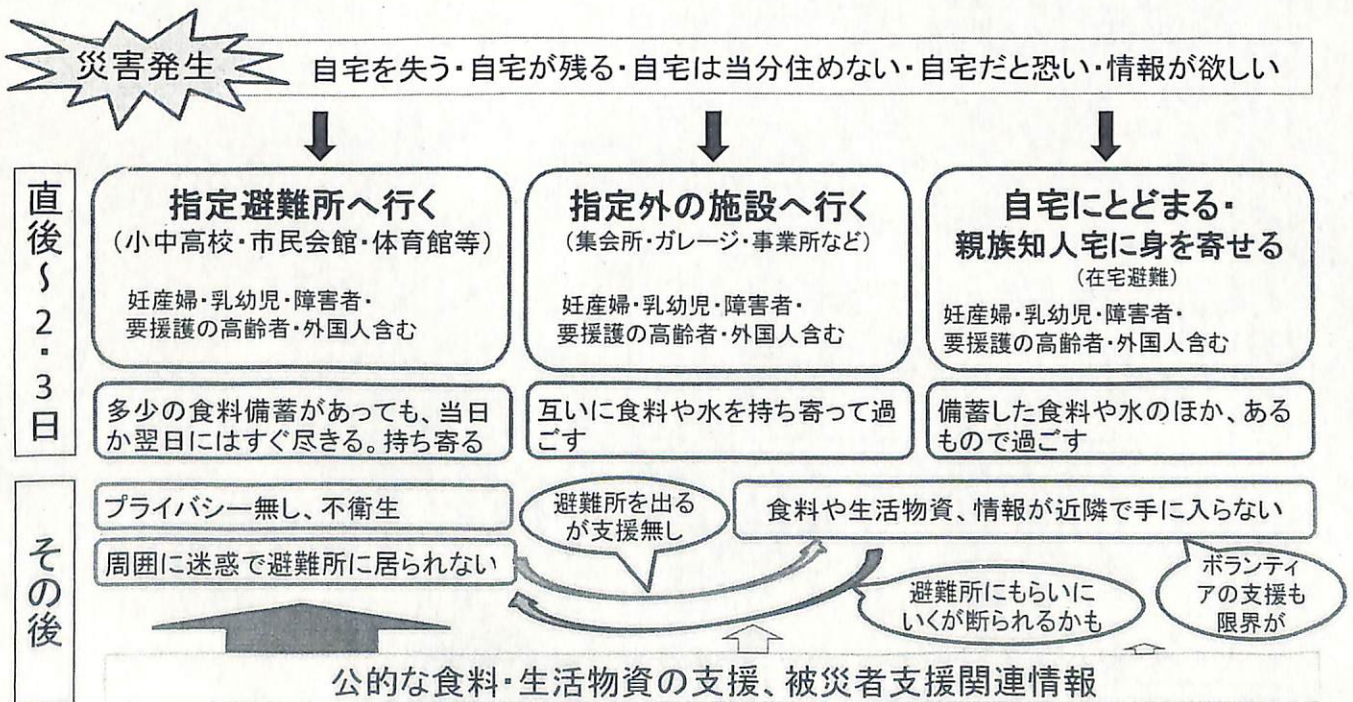 災害発生
自宅を失う・自宅が残る・自宅は当分住めない・自宅だと恐い・情報が欲しい
直後～2・3日
指定避難所へ行く
（小中高校・市民会館・体育館等）
妊産婦・乳幼児・障害者・
要援護の高齢者・外国人含む
指定外の施設へ行く
（集会所・ガレージ・事業所など）
妊産婦・乳幼児・障害者・
要援護の高齢者・外国人含む
自宅にとどまる・
親族知人宅に身を寄せる
（在宅避難）
妊産婦・乳幼児・障害者・
要援護の高齢者・外国人含む
多少の食料備蓄があっても、当日
か翌日にはすぐ尽きる。持ち寄る
互いに食料や水を持ち寄って過
ごす
備蓄した食料や水のほか、ある
もので過ごす
その後
プライバシー無し、不衛生
周囲に迷惑で避難所に居られない
避難所を出る
が支援無し
食料や生活物資、情報が近隣で手に入らない
避難所にもらいに
いくが断られるかも
ボランティ
アの支援も
限界が
公的な食料・生活物資の支援、被災者支援関連情報